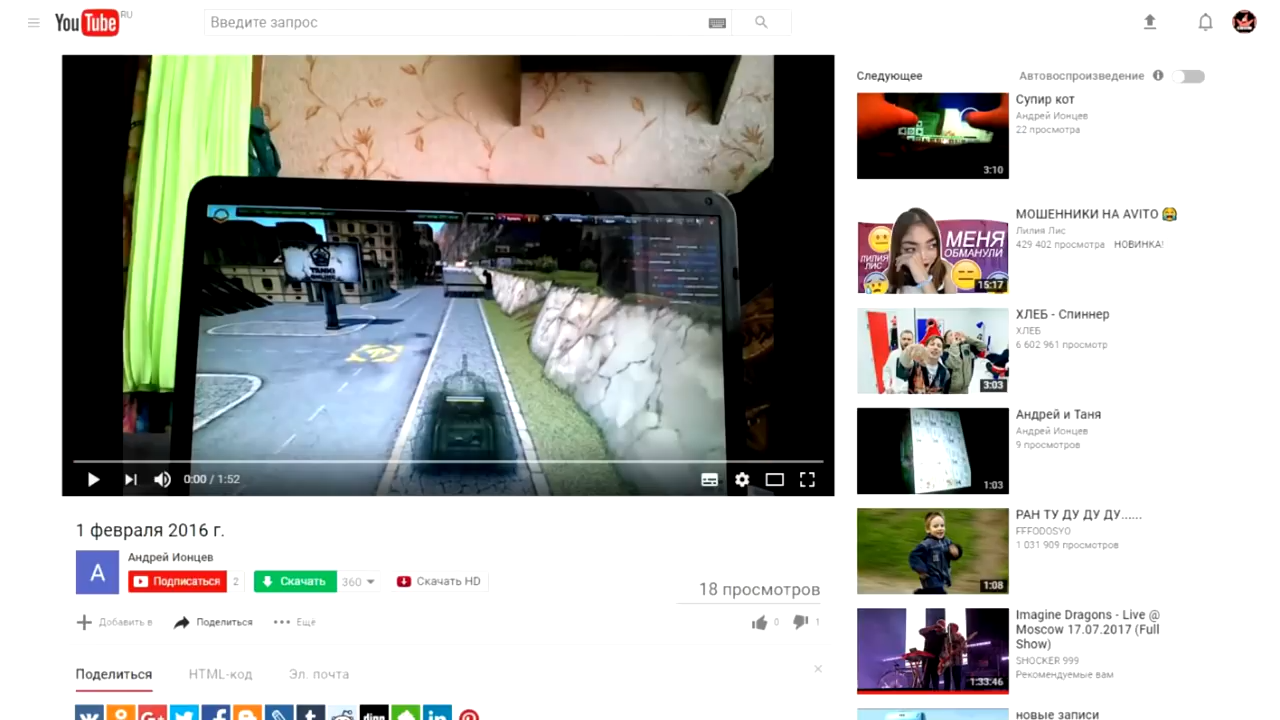 YouTube RU
Введите запрос
Следующее
Автовоспроизведение
Супир кот
Андрей Ионцев
22 просмотра
3:10
МОШЕННИКИ НА AVITO
Лилия Лис
429 402 просмотра НОВИНКА!
МЕНЯ
ОБМАНУЛИ
ЛИЛИЯ
ЛИС
15:17
ХЛЕБ - Спиннер
ХЛЕБ
6 602 961 просмотр
3:03
Андрей и Таня
Андрей Ионцев
9 просмотров
1:03
РАН ТУ ДУ ДУ ДУ......
FFFODOSYO
1 031 909 просмотров
1:08
Imagine Dragons - Live @
Moscow 17.07.2017 (Full
Show)
SHOCKER 999
Рекомендуемые вам
1:33:46
новые записи
0:00 / 1:52
1 февраля 2016 г.
A
Андрей Ионцев
Подписаться 2
Скачать 360
Скачать HD
18 просмотров
Добавить в
Поделиться
Ещё
0
1
Поделиться
HTML-код
Эл. почта
digg